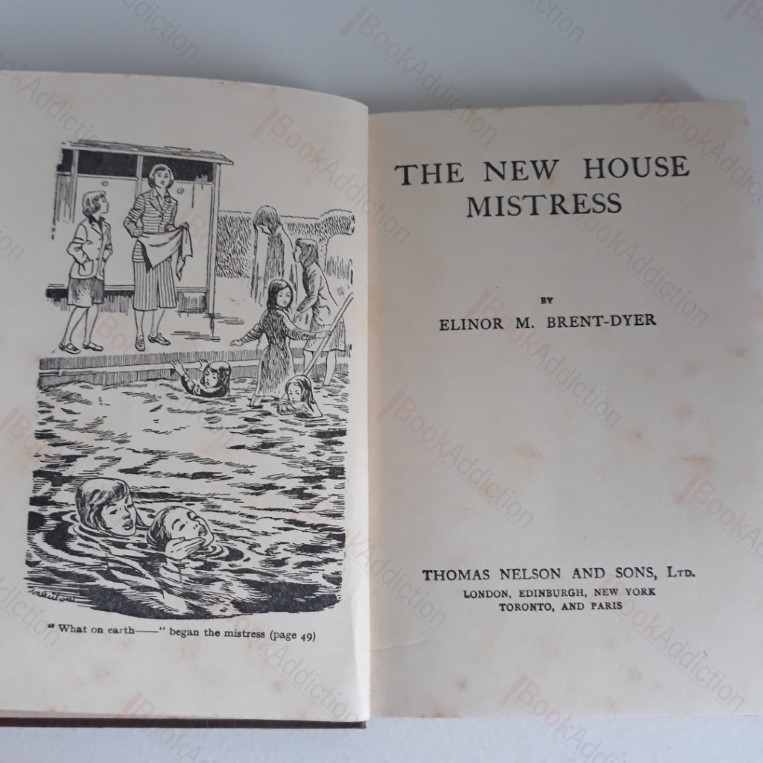 "What on earth——" began the mistress (page 49)
THE NEW HOUSE
MISTRESS
BY
ELINOR M. BRENT-DYER
THOMAS NELSON AND SONS, LTD.
LONDON, EDINBURGH, NEW YORK
TORONTO, AND PARIS
BookAddiction